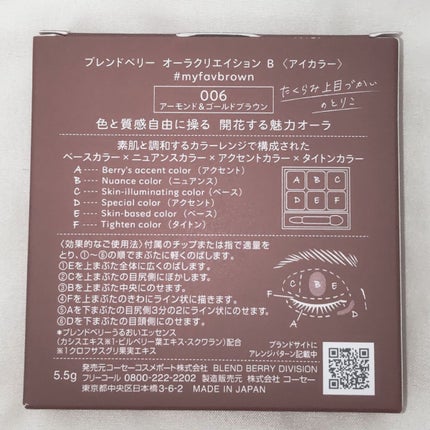 ブレンドベリー オーラクリエイション B 〈アイカラー〉
#myfavbrown
006
アーモンド&ゴールドブラウン
たくらみ上目づかい
のとりこ
色と質感自由に操る 開花する魅力オーラ
素肌と調和するカラーレンジで構成された
ベースカラー×ニュアンスカラー×アクセントカラー×タイトンカラー
A ---- Berry's accent color (アクセント)
B ---- Nuance color (ニュアンス)
C ---- Skin-illuminating color (ベース)
D ---- Special color (アクセント)
E ---- Skin-based color (ベース)
F ---- Tighten color (タイトン)
A B C
D E F
〈効果的なご使用法〉付属のチップまたは指で適量を
とり、①~⑥の順でまぶたに軽くのばします。
①Eを上まぶた全体に広くのばします。
②Cを上まぶたの目尻側にぼかします。
③Bを上まぶた中央にのせます。
④Fを上まぶたのきわにライン状に描きます。
⑤Aを下まぶたの目尻側3分の2にライン状にのせます。
⑥Dを下まぶたの目頭側にのせます。
*ブレンドベリーうるおいエッセンス
(カシスエキス※1・ビルベリー葉エキス・スクワラン)配合
※1クロフサスグリ果実エキス
C
B
E
D
F
A
ブランドサイトに
アレンジパターン記載中
5.5g
発売元コーセーコスメポート株式会社 BLEND BERRY DIVISION
フリーコール 0800-222-2202 製造販売元 株式会社 コーセー
東京都中央区日本橋3-6-2 MADE IN JAPAN